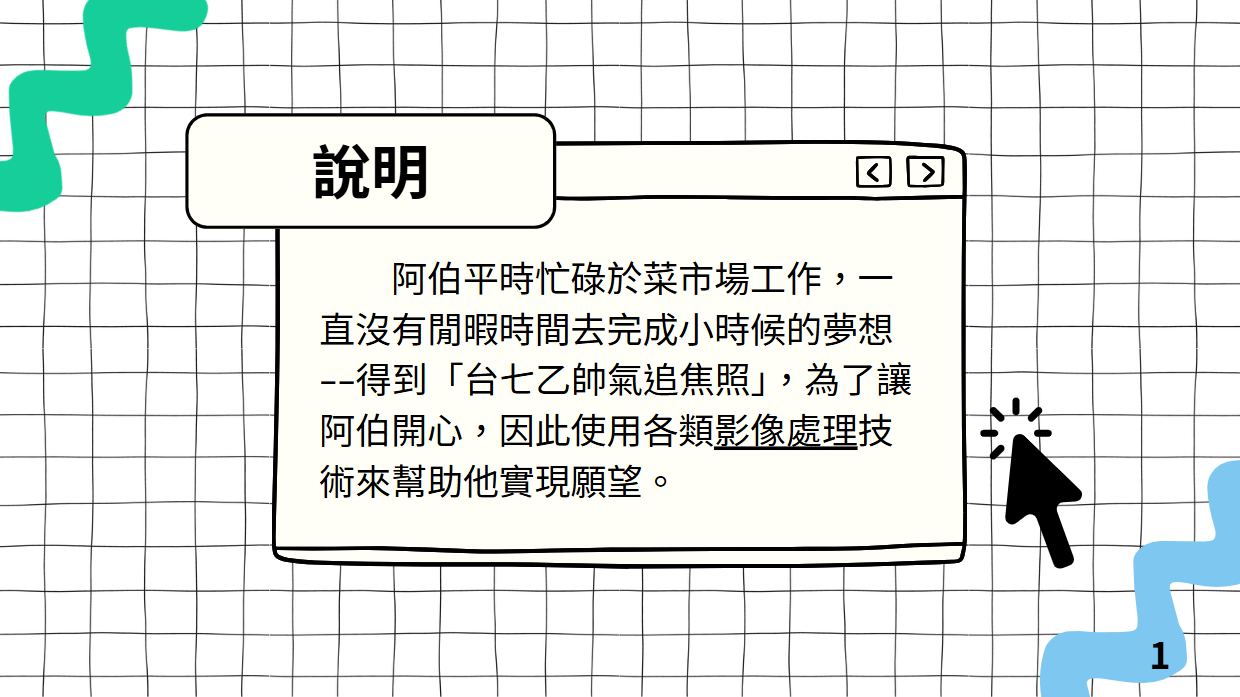 說明
阿伯平時忙碌於菜市場工作，一
直沒有閒暇時間去完成小時候的夢想
--得到「台七乙帥氣追焦照」，為了讓
阿伯開心，因此使用各類影像處理技
術來幫助他實現願望。
1